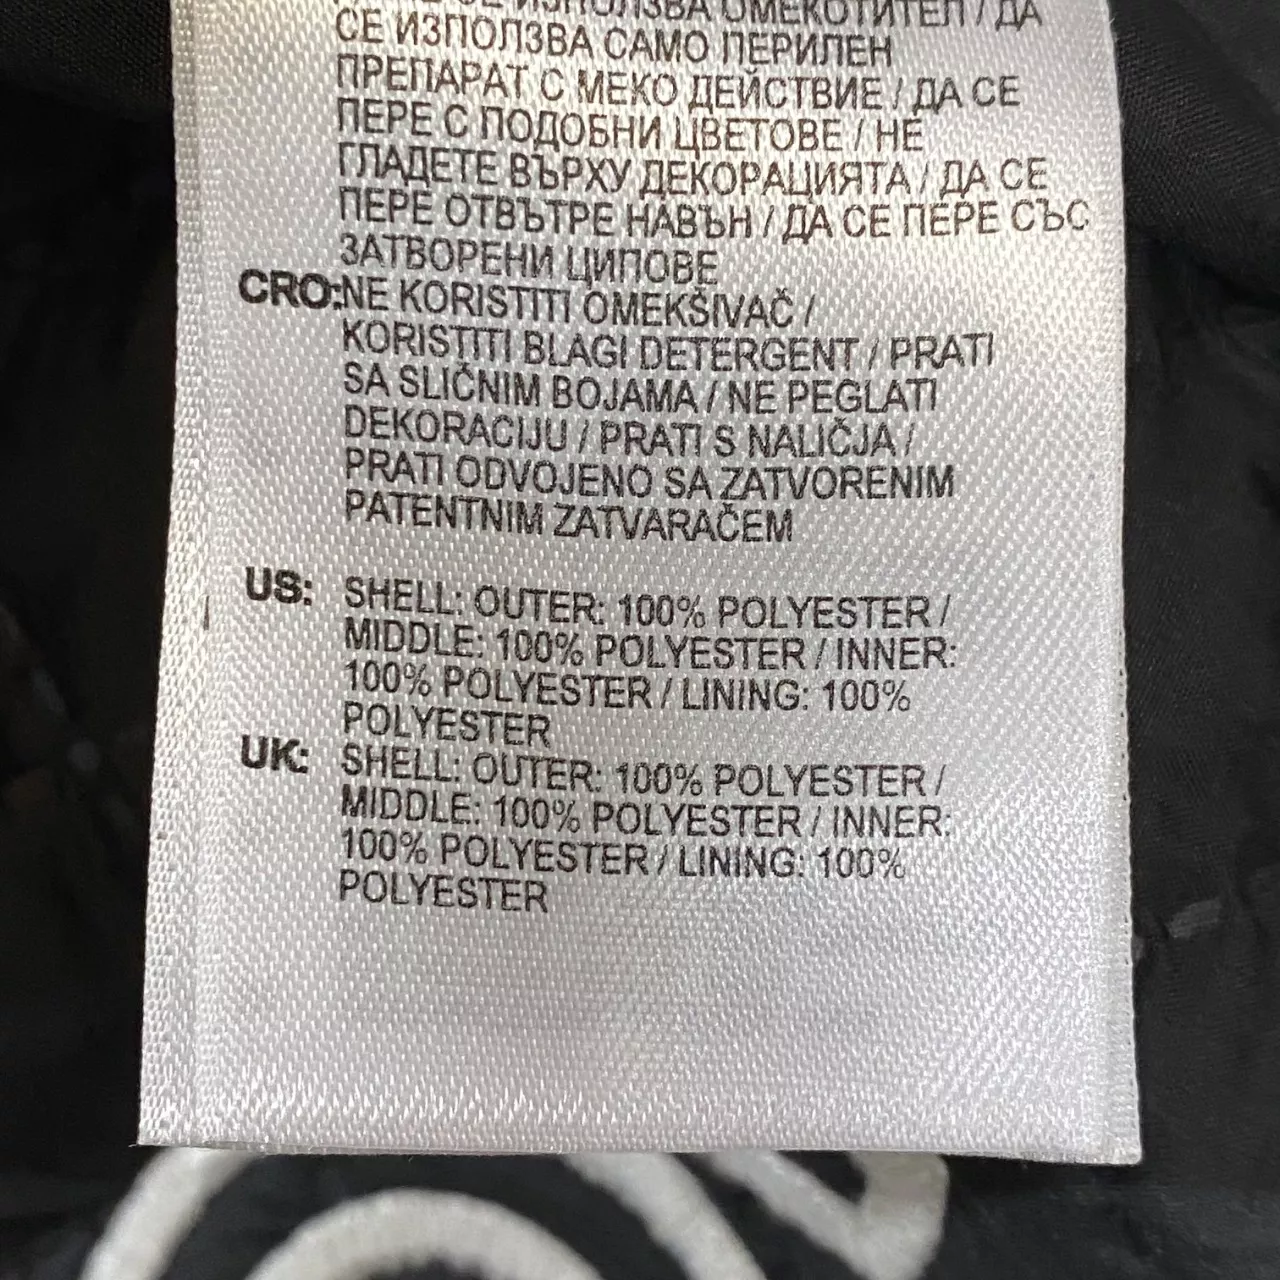 СЕ ИЗПОЛЗВА ОМЕКОТИТЕЛ / ДА
СЕ ИЗПОЛЗВА САМО ПЕРИЛЕН
ПРЕПАРАТ С МЕКО ДЕЙСТВИЕ / ДА СЕ
ПЕРЕ С ПОДОБНИ ЦВЕТОВЕ / НЕ
ГЛАДЕТЕ ВЪРХУ ДЕКОРАЦИЯТА / ДА СЕ
ПЕРЕ ОТВЪТРЕ НАВЪН / ДА СЕ ПЕРЕ СЪС
ЗАТВОРЕНИ ЦИПОВЕ
CRO: NE KORISTITI OMEKŠIVAČ /
KORISTITI BLAGI DETERGENT / PRATI
SA SLIČNIM BOJAMA / NE PEGLATI
DEKORACIJU / PRATI S NALIČJA /
PRATI ODVOJENO SA ZATVORENIM
PATENTNIM ZATVARAČEM
US: SHELL: OUTER: 100% POLYESTER /
MIDDLE: 100% POLYESTER / INNER:
100% POLYESTER / LINING: 100%
POLYESTER
UK: SHELL: OUTER: 100% POLYESTER /
MIDDLE: 100% POLYESTER / INNER:
100% POLYESTER / LINING: 100%
POLYESTER